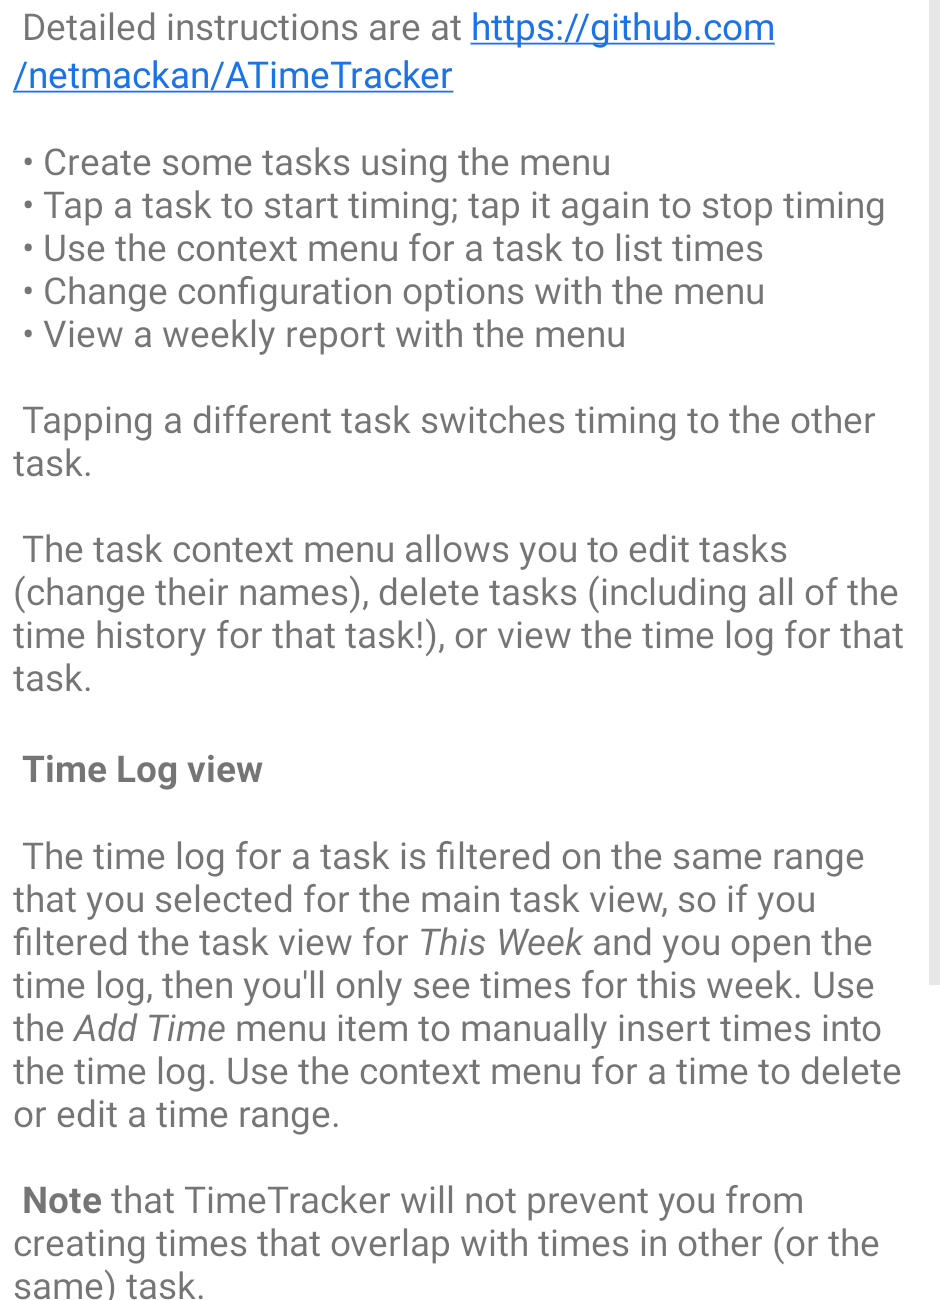 Detailed instructions are at https://github.com
/netmackan/ATimeTracker
• Create some tasks using the menu
• Tap a task to start timing; tap it again to stop timing
• Use the context menu for a task to list times
• Change configuration options with the menu
• View a weekly report with the menu
Tapping a different task switches timing to the other
task.
The task context menu allows you to edit tasks
(change their names), delete tasks (including all of the
time history for that task!), or view the time log for that
task.
Time Log view
The time log for a task is filtered on the same range
that you selected for the main task view, so if you
filtered the task view for This Week and you open the
time log, then you'll only see times for this week. Use
the Add Time menu item to manually insert times into
the time log. Use the context menu for a time to delete
or edit a time range.
Note that TimeTracker will not prevent you from
creating times that overlap with times in other (or the
same) task.